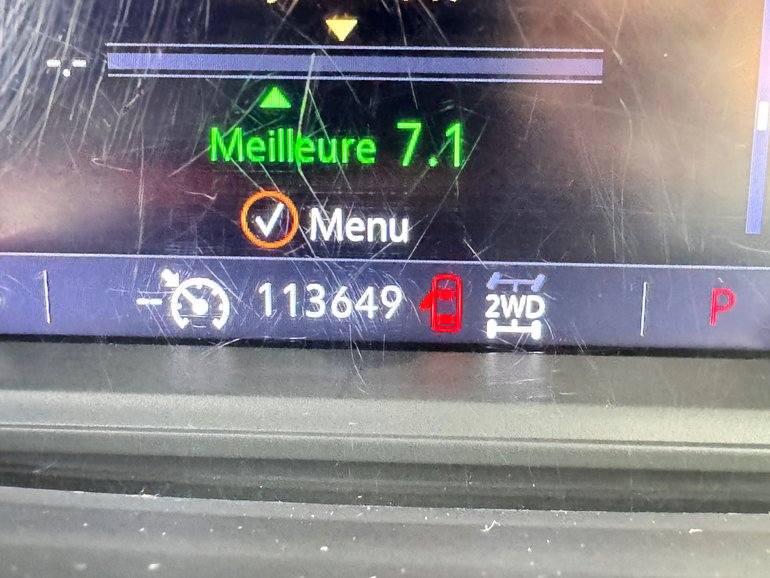 -.-
Meilleure 7.1
Menu
-- 113649 2WD P